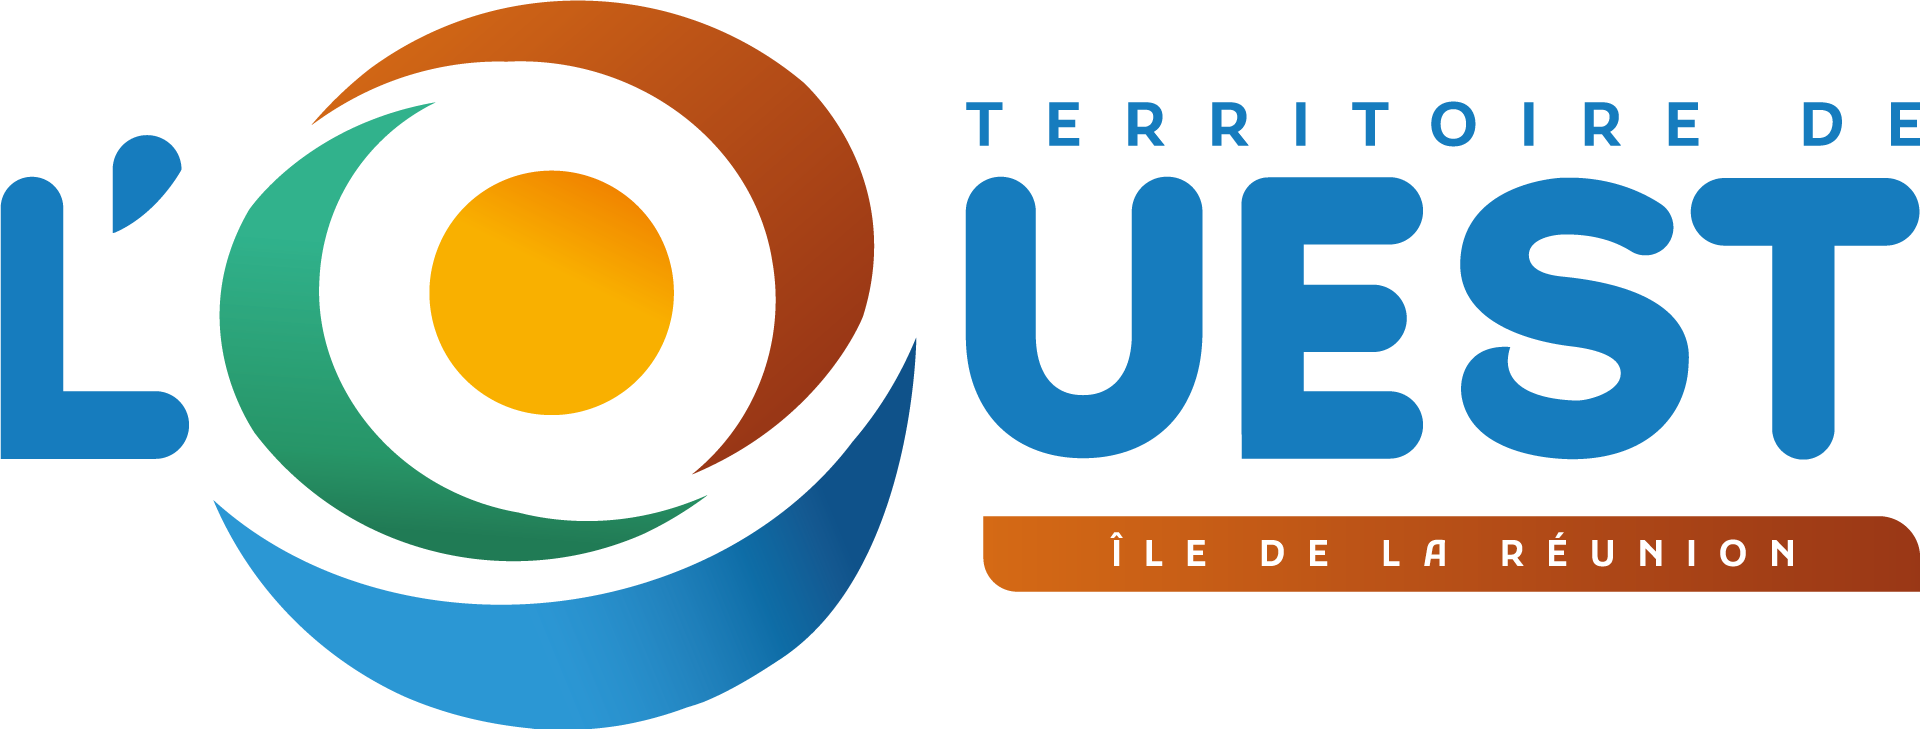 TERRITOIRE DE
L'OUEST
ÎLE DE LA RÉUNION